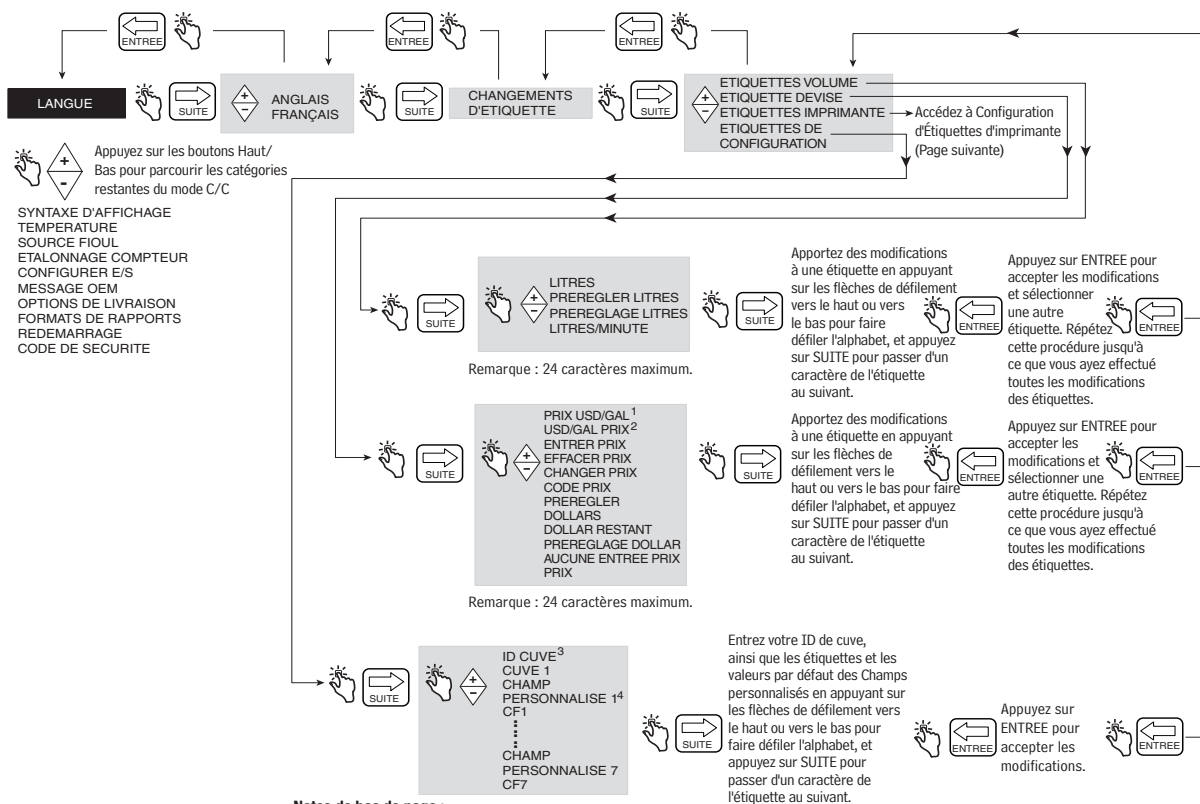 ENTREE
ENTREE
ENTREE
LANGUE
SUITE
ANGLAIS
FRANÇAIS
SUITE
CHANGEMENTS
D'ETIQUETTE
SUITE
ETIQUETTES VOLUME
ETIQUETTE DEVISE
ETIQUETTES IMPRIMANTE
ETIQUETTES DE
CONFIGURATION
Accédez à Configuration
d'Étiquettes d'imprimante
(Page suivante)
Appuyez sur les boutons Haut/
Bas pour parcourir les catégories
restantes du mode C/C
SYNTAXE D'AFFICHAGE
TEMPERATURE
SOURCE FIOUL
ETALONNAGE COMPTEUR
CONFIGURER E/S
MESSAGE OEM
OPTIONS DE LIVRAISON
FORMATS DE RAPPORTS
REDEMARRAGE
CODE DE SECURITE
SUITE
LITRES
PREREGLER LITRES
PREREGLAGE LITRES
LITRES/MINUTE
Remarque : 24 caractères maximum.
SUITE
Apportez des modifications
à une étiquette en appuyant
sur les flèches de défilement
vers le haut ou vers
le bas pour faire
défiler l'alphabet, et appuyez
sur SUITE pour passer d'un
caractère de l'étiquette
au suivant.
ENTREE
Appuyez sur ENTREE pour
accepter les modifications
et sélectionner
une autre
étiquette. Répétez
cette procédure jusqu'à
ce que vous ayez effectué
toutes les modifications
des étiquettes.
ENTREE
SUITE
PRIX USD/GAL1
USD/GAL PRIX2
ENTRER PRIX
EFFACER PRIX
CHANGER PRIX
CODE PRIX
PREREGLER
DOLLARS
DOLLAR RESTANT
PREREGLAGE DOLLAR
AUCUNE ENTREE PRIX
PRIX
Remarque : 24 caractères maximum.
SUITE
Apportez des modifications
à une étiquette en appuyant
sur les flèches de
défilement vers le
haut ou vers le bas pour faire
défiler l'alphabet, et appuyez
sur SUITE pour passer d'un
caractère de l'étiquette
au suivant.
ENTREE
Appuyez sur ENTREE pour
accepter les
modifications et
sélectionner une
autre étiquette. Répétez
cette procédure jusqu'à
ce que vous ayez effectué
toutes les modifications
des étiquettes.
ENTREE
SUITE
ID CUVE3
CUVE 1
CHAMP
PERSONNALISE 14
CF1
CHAMP
PERSONNALISE 7
CF7
SUITE
Entrez votre ID de cuve,
ainsi que les étiquettes et les
valeurs par défaut des Champs
personnalisés en appuyant sur
les flèches de défilement vers
le haut ou vers le bas pour
faire défiler l'alphabet, et
appuyez sur SUITE pour
passer d'un caractère de
l'étiquette au suivant.
ENTREE
Appuyez sur
ENTREE pour
accepter les
modifications.
ENTREE
Notes de bas de page :